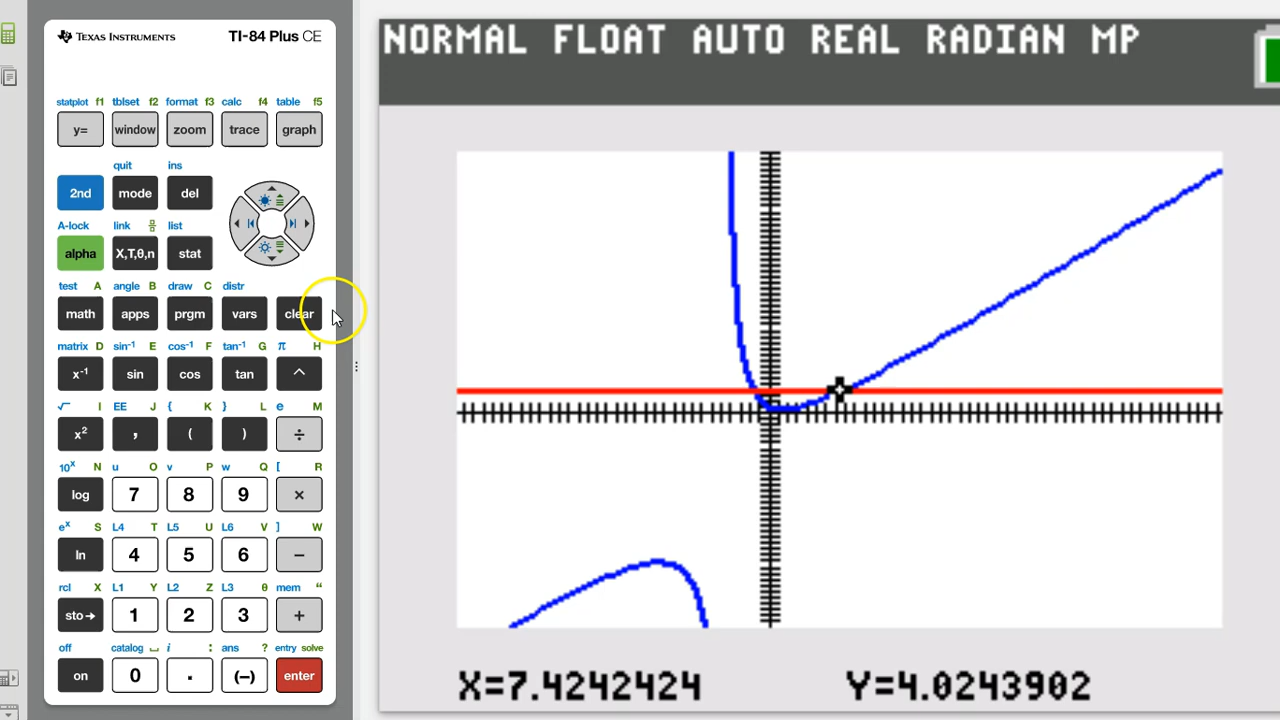 TEXAS INSTRUMENTS TI-84 Plus CE
NORMAL FLOAT AUTO REAL RADIAN MP
statplot f1 tblset f2 format f3 calc f4 table f5
y= window zoom trace graph
quit ins
2nd mode del
A-lock link list
alpha X,T,θ,n stat
test A angle B draw C distr
math apps prgm vars clear
matrix D sin⁻¹ E cos⁻¹ F tan⁻¹ G π H
x⁻¹ sin cos tan ^
√ I EE J { K } L e M
x² , ( ) ÷
10ˣ N u O v P w Q [ R
log 7 8 9 ×
eˣ S L4 T L5 U L6 V ] W
ln 4 5 6 −
rcl X L1 Y L2 Z L3 θ mem “
sto→ 1 2 3 +
off catalog ⎵ i : ans ? entry solve
on 0 . (–) enter
X=7.4242424 Y=4.0243902